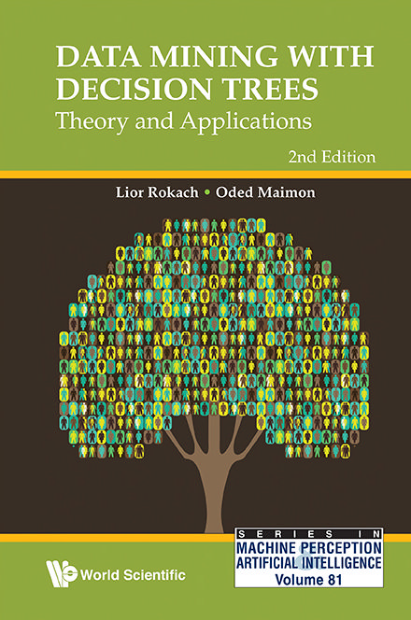 DATA MINING WITH
DECISION TREES
Theory and Applications
2nd Edition
Lior Rokach • Oded Maimon
World Scientific
SERIES IN
MACHINE PERCEPTION
ARTIFICIAL INTELLIGENCE
Volume 81